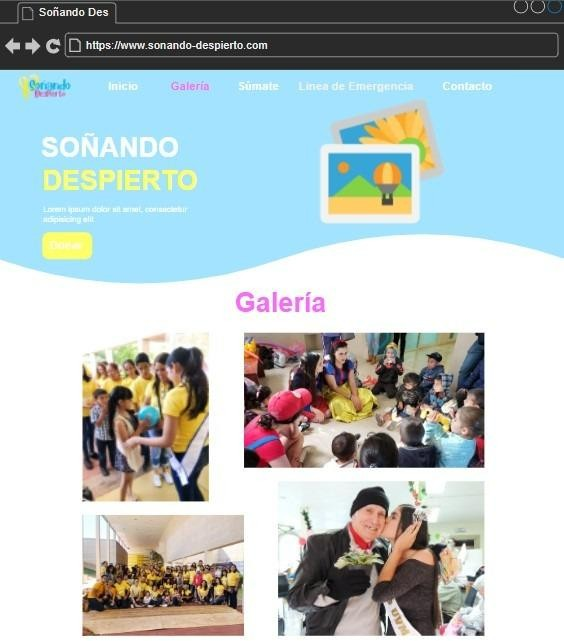 Soñando Des
https://www.sonando-despierto.com
Soñando
Despierto
Inicio
Galería
Súmate
Línea de Emergencia
Contacto
SOÑANDO
DESPIERTO
Lorem ipsum dolor sit amet, consectetur
adipisicing elit
Donar
Galería